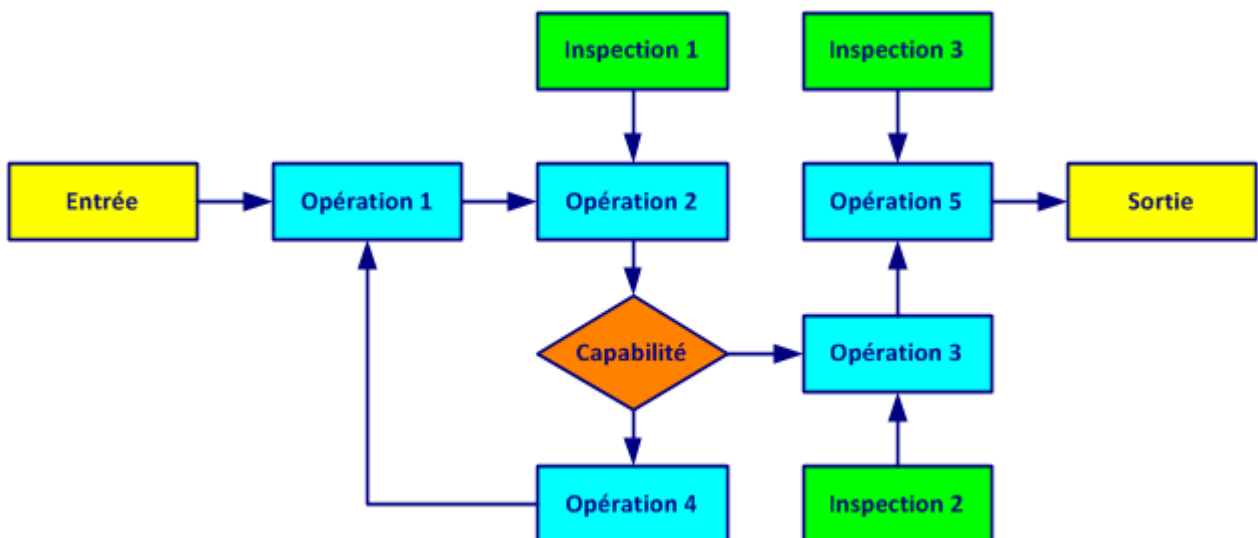 Inspection 1
Inspection 3
Entrée
Opération 1
Opération 2
Opération 5
Sortie
Capabilité
Opération 3
Opération 4
Inspection 2